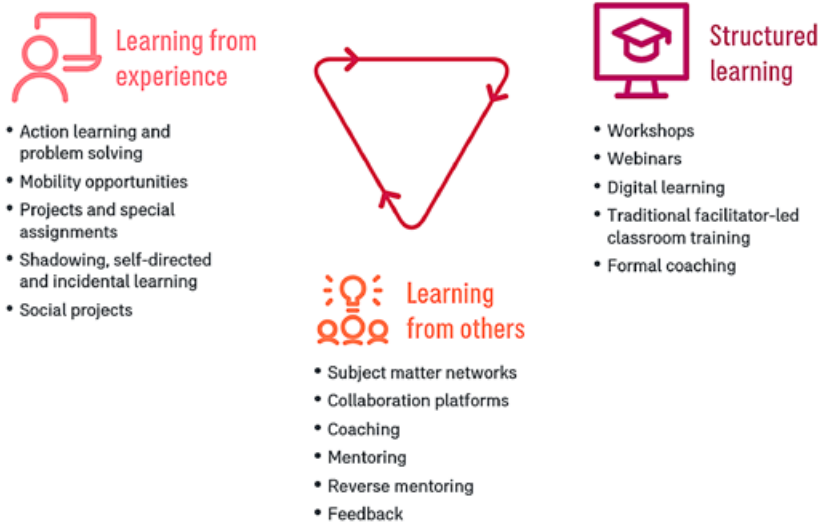 Learning from
experience
• Action learning and
problem solving
• Mobility opportunities
• Projects and special
assignments
• Shadowing, self-directed
and incidental learning
• Social projects
Structured
learning
• Workshops
• Webinars
• Digital learning
• Traditional facilitator-led
classroom training
• Formal coaching
Learning
from others
• Subject matter networks
• Collaboration platforms
• Coaching
• Mentoring
• Reverse mentoring
• Feedback